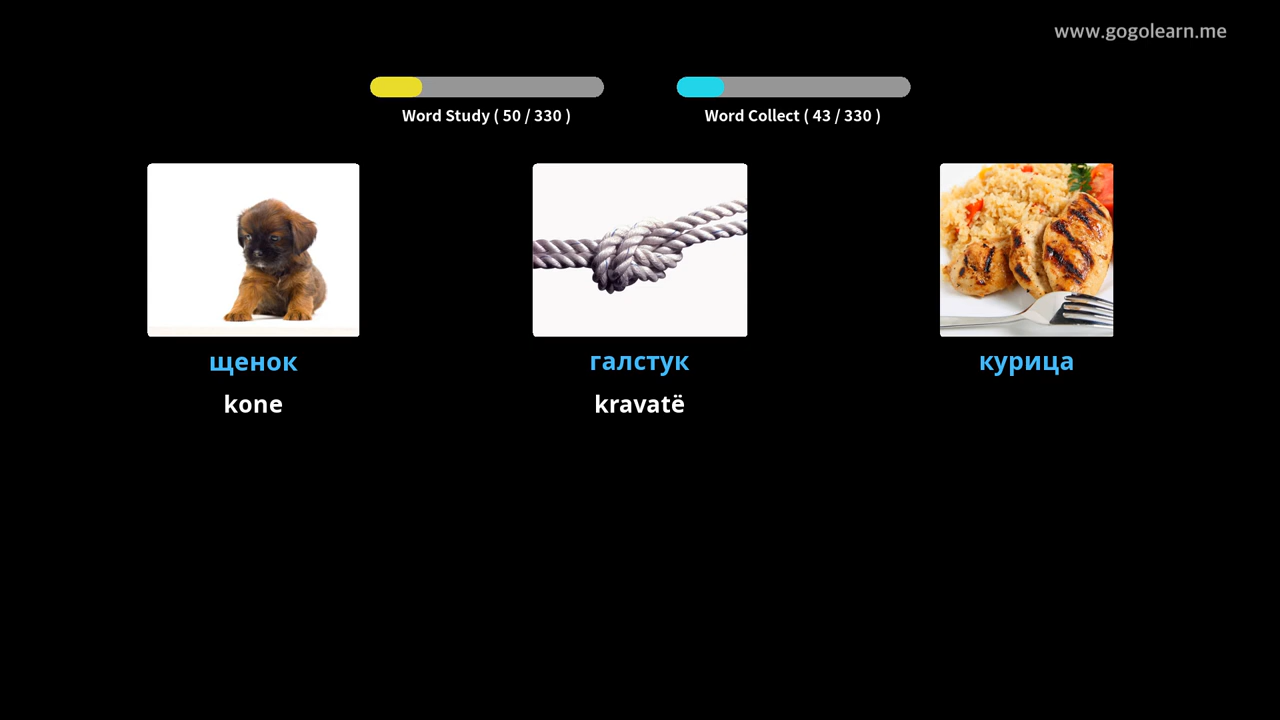 www.gogolearn.me
Word Study ( 50 / 330 )
Word Collect ( 43 / 330 )
щенок
галстук
курица
kone
kravatë